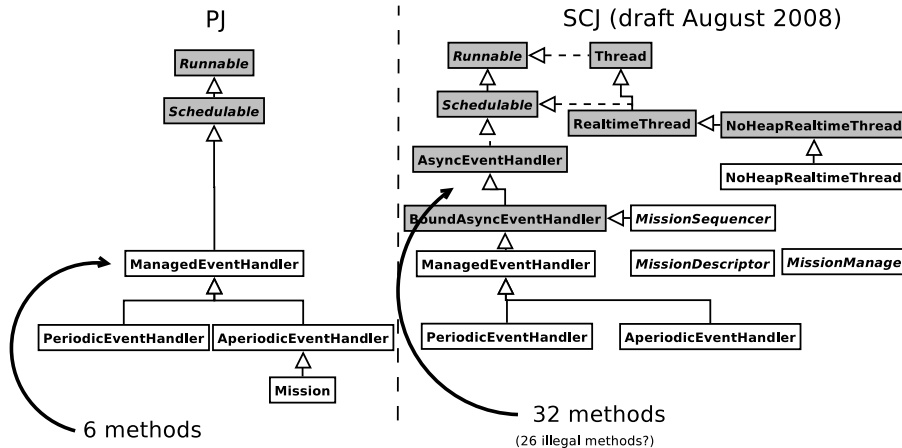 PJ
Runnable
Schedulable
ManagedEventHandler
PeriodicEventHandler
AperiodicEventHandler
Mission
6 methods
SCJ (draft August 2008)
Runnable
Thread
Schedulable
RealtimeThread
NoHeapRealtimeThread
AsyncEventHandler
NoHeapRealtimeThread
BoundAsyncEventHandler
MissionSequencer
ManagedEventHandler
MissionDescriptor
MissionManage
PeriodicEventHandler
AperiodicEventHandler
32 methods
(26 illegal methods?)